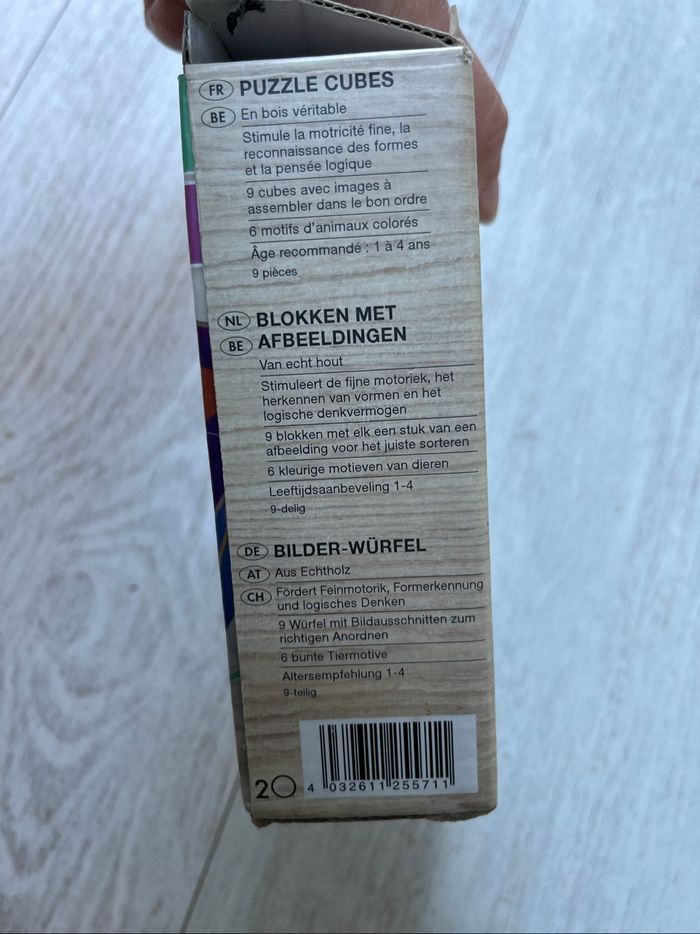 FR PUZZLE CUBES
BE En bois véritable
Stimule la motricité fine, la
reconnaissance des formes
et la pensée logique
9 cubes avec images à
assembler dans le bon ordre
6 motifs d'animaux colorés
Âge recommandé : 1 à 4 ans
9 pièces
NL BLOKKEN MET
BE AFBEELDINGEN
Van echt hout
Stimuleert de fijne motoriek, het
herkennen van vormen en het
logische denkvermogen
9 blokken met elk een stuk van een
afbeelding voor het juiste sorteren
6 kleurige motieven van dieren
Leeftijdsaanbeveling 1-4
9-delig
DE BILDER-WÜRFEL
AT Aus Echtholz
CH Fördert Feinmotorik, Formerkennung
und logisches Denken
9 Würfel mit Bildausschnitten zum
richtigen Anordnen
6 bunte Tiermotive
Altersempfehlung 1-4
9-teilig
2 4 032611 255711